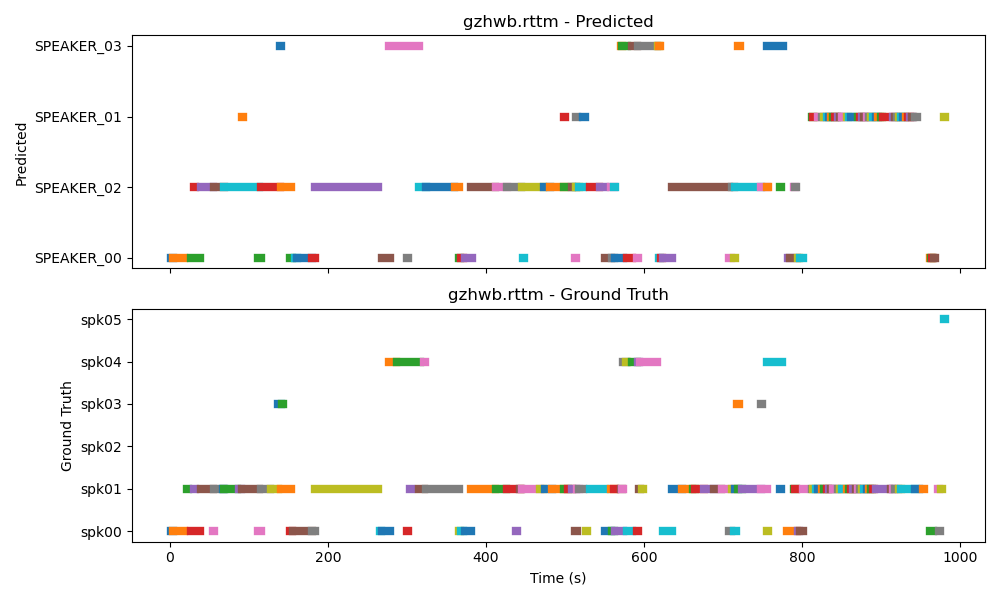 gzhwb.rttm - Predicted
SPEAKER_03
SPEAKER_01
SPEAKER_02
SPEAKER_00
Predicted
gzhwb.rttm - Ground Truth
spk05
spk04
spk03
spk02
spk01
spk00
Ground Truth
0 200 400 600 800 1000
Time (s)